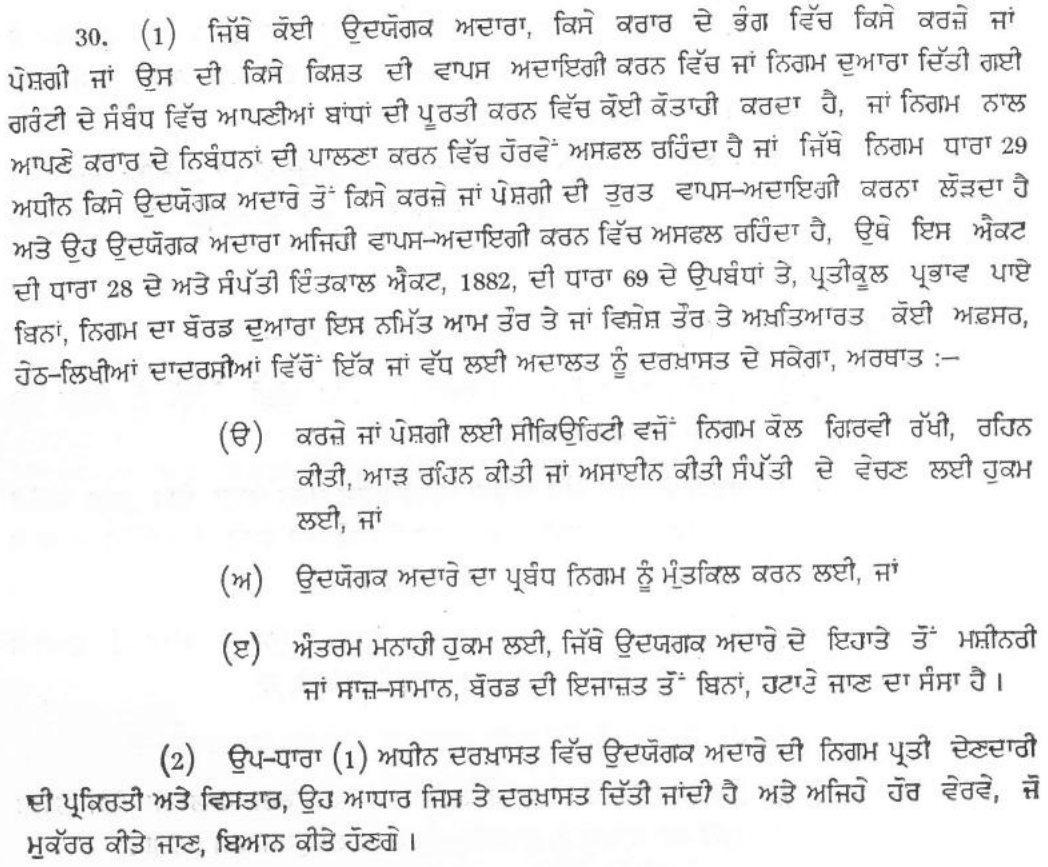 30. (1) ਜਿੱਥੇ ਕੋਈ ਉਦਯੋਗਕ ਅਦਾਰਾ, ਕਿਸੇ ਕਰਾਰ ਦੇ ਭੰਗ ਵਿੱਚ ਕਿਸੇ ਕਰਜ਼ੇ ਜਾਂ
ਪੇਸ਼ਗੀ ਜਾਂ ਉਸ ਦੀ ਕਿਸੇ ਕਿਸ਼ਤ ਦੀ ਵਾਪਸ ਅਦਾਇਗੀ ਕਰਨ ਵਿੱਚ ਜਾਂ ਨਿਗਮ ਦੁਆਰਾ ਦਿੱਤੀ ਗਈ
ਗਰੰਟੀ ਦੇ ਸੰਬੰਧ ਵਿੱਚ ਆਪਣੀਆਂ ਬਾਂਧਾਂ ਦੀ ਪੂਰਤੀ ਕਰਨ ਵਿੱਚ ਕੋਈ ਕੋਤਾਹੀ ਕਰਦਾ ਹੈ, ਜਾਂ ਨਿਗਮ ਨਾਲ
ਆਪਣੇ ਕਰਾਰ ਦੇ ਨਿਬੰਧਨਾਂ ਦੀ ਪਾਲਣਾ ਕਰਨ ਵਿੱਚ ਹੋਰਵੇਂ ਅਸਫਲ ਰਹਿੰਦਾ ਹੈ ਜਾਂ ਜਿੱਥੇ ਨਿਗਮ ਧਾਰਾ 29
ਅਧੀਨ ਕਿਸੇ ਉਦਯੋਗਕ ਅਦਾਰੇ ਤੋਂ ਕਿਸੇ ਕਰਜ਼ੇ ਜਾਂ ਪੇਸ਼ਗੀ ਦੀ ਤੁਰਤ ਵਾਪਸ-ਅਦਾਇਗੀ ਕਰਨਾ ਲੋੜਦਾ ਹੈ
ਅਤੇ ਉਹ ਉਦਯੋਗਕ ਅਦਾਰਾ ਅਜਿਹੀ ਵਾਪਸ-ਅਦਾਇਗੀ ਕਰਨ ਵਿੱਚ ਅਸਫਲ ਰਹਿੰਦਾ ਹੈ, ਉਥੇ ਇਸ ਐਕਟ
ਦੀ ਧਾਰਾ 28 ਦੇ ਅਤੇ ਸੰਪੱਤੀ ਇੰਤਕਾਲ ਐਕਟ, 1882, ਦੀ ਧਾਰਾ 69 ਦੇ ਉਪਬੰਧਾਂ ਤੇ, ਪ੍ਰਤੀਕੂਲ ਪ੍ਰਭਾਵ ਪਾਏ
ਬਿਨਾਂ, ਨਿਗਮ ਦਾ ਬੋਰਡ ਦੁਆਰਾ ਇਸ ਨਮਿੱਤ ਆਮ ਤੌਰ ਤੇ ਜਾਂ ਵਿਸ਼ੇਸ਼ ਤੌਰ ਤੇ ਅਖ਼ਤਿਆਰਤ ਕੋਈ ਅਫ਼ਸਰ,
ਹੇਠ-ਲਿਖੀਆਂ ਦਾਦਰਸੀਆਂ ਵਿੱਚੋਂ ਇੱਕ ਜਾਂ ਵੱਧ ਲਈ ਅਦਾਲਤ ਨੂੰ ਦਰਖ਼ਾਸਤ ਦੇ ਸਕੇਗਾ, ਅਰਥਾਤ :—
(ੳ) ਕਰਜ਼ੇ ਜਾਂ ਪੇਸ਼ਗੀ ਲਈ ਸੀਕਿਉਰਿਟੀ ਵਜੋਂ ਨਿਗਮ ਕੋਲ ਗਿਰਵੀ ਰੱਖੀ, ਰਹਿਨ
ਕੀਤੀ, ਆੜ ਰਹਿਨ ਕੀਤੀ ਜਾਂ ਅਸਾਈਨ ਕੀਤੀ ਸੰਪੱਤੀ ਦੇ ਵੇਚਣ ਲਈ ਹੁਕਮ
ਲਈ, ਜਾਂ
(ਅ) ਉਦਯੋਗਕ ਅਦਾਰੇ ਦਾ ਪ੍ਰਬੰਧ ਨਿਗਮ ਨੂੰ ਮੁੰਤਕਿਲ ਕਰਨ ਲਈ, ਜਾਂ
(ੲ) ਅੰਤਰਮ ਮਨਾਹੀ ਹੁਕਮ ਲਈ, ਜਿੱਥੇ ਉਦਯਗਕ ਅਦਾਰੇ ਦੇ ਇਹਾਤੇ ਤੋਂ ਮਸ਼ੀਨਰੀ
ਜਾਂ ਸਾਜ਼-ਸਾਮਾਨ, ਬੋਰਡ ਦੀ ਇਜਾਜ਼ਤ ਤੋਂ ਬਿਨਾਂ, ਹਟਾਏ ਜਾਣ ਦਾ ਸੰਸਾ ਹੈ।
(2) ਉਪ-ਧਾਰਾ (1) ਅਧੀਨ ਦਰਖ਼ਾਸਤ ਵਿੱਚ ਉਦਯੋਗਕ ਅਦਾਰੇ ਦੀ ਨਿਗਮ ਪ੍ਰਤੀ ਦੇਣਦਾਰੀ
ਦੀ ਪ੍ਰਕਿਰਤੀ ਅਤੇ ਵਿਸਤਾਰ, ਉਹ ਆਧਾਰ ਜਿਸ ਤੇ ਦਰਖ਼ਾਸਤ ਦਿੱਤੀ ਜਾਂਦੀ ਹੈ ਅਤੇ ਅਜਿਹੇ ਹੋਰ ਵੇਰਵੇ, ਜੋ
ਮੁਕੱਰਰ ਕੀਤੇ ਜਾਣ, ਬਿਆਨ ਕੀਤੇ ਹੋਣਗੇ।